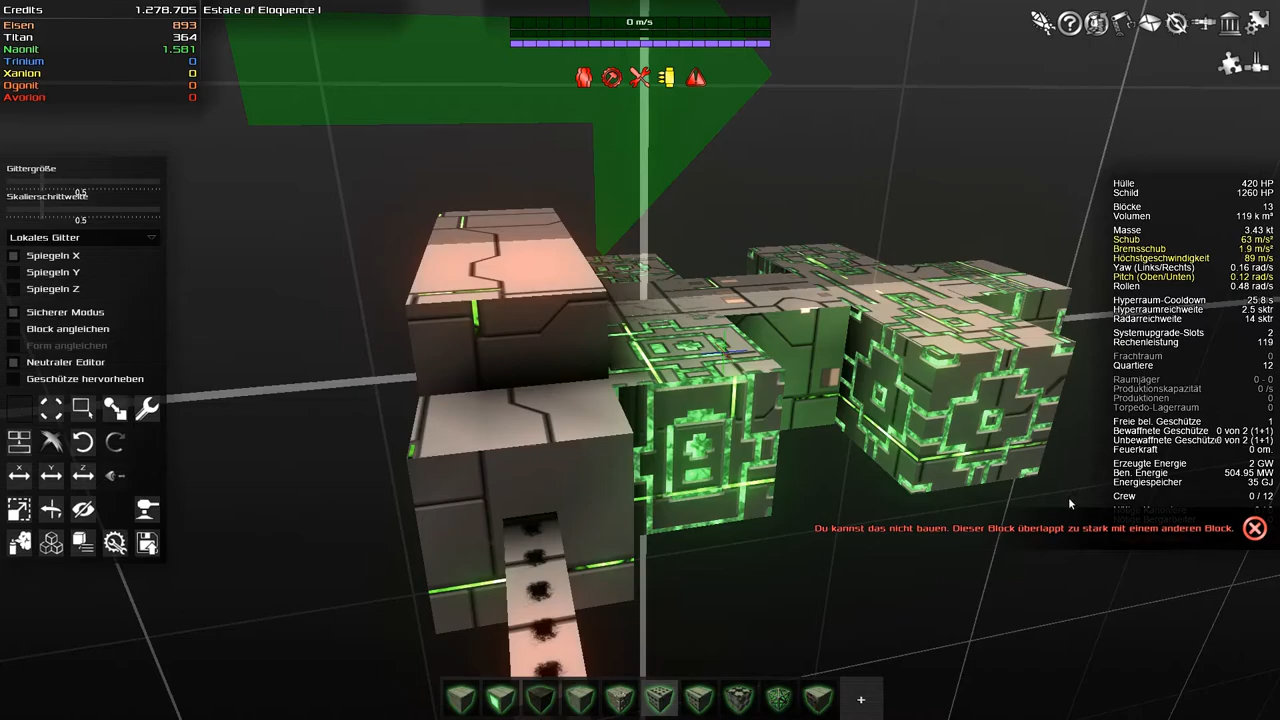 Credits 1.278.705
Estate of Eloquence I
Eisen 893
Titan 364
Naonit 1.581
Trinium 0
Xanion 0
Ogonit 0
Avorion 0
0 m/s
Gittergröße
0.5
Skalierschrittweite
0.5
Lokales Gitter
Spiegeln X
Spiegeln Y
Spiegeln Z
Sicherer Modus
Block angleichen
Form angleichen
Neutraler Editor
Geschütze hervorheben
X Y Z
Hülle 420 HP
Schild 1260 HP
Blöcke 13
Volumen 119 k m³
Masse 3.43 kt
Schub 63 m/s²
Bremsschub 1.9 m/s²
Höchstgeschwindigkeit 89 m/s
Yaw (Links/Rechts) 0.16 rad/s
Pitch (Oben/Unten) 0.12 rad/s
Rollen 0.48 rad/s
Hyperraum-Cooldown 25.8 s
Hyperraumreichweite 2.5 sktr
Radarreichweite 14 sktr
Systemupgrade-Slots 2
Rechenleistung 119
Frachtraum 0
Quartiere 12
Raumjäger 0 - 0
Produktionskapazität 0 /s
Produktionen 0
Torpedo-Lagerraum 0
Freie bel. Geschütze 1
Bewaffnete Geschütze 0 von 2 (1+1)
Unbewaffnete Geschütze 0 von 2 (1+1)
Feuerkraft 0 om.
Erzeugte Energie 2 GW
Ben. Energie 504.95 MW
Energiespeicher 35 GJ
Crew 0 / 12
Du kannst das nicht bauen. Dieser Block überlappt zu stark mit einem anderen Block.
+